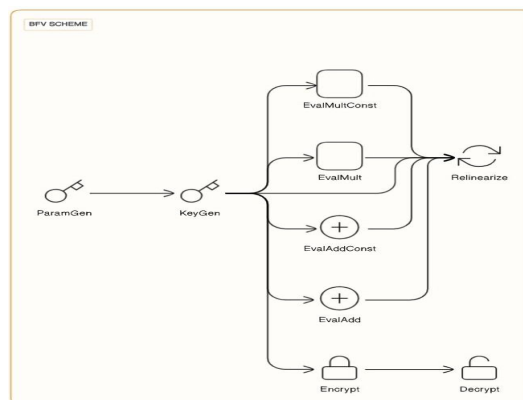 BFV SCHEME
EvalMultConst
EvalMult
Relinearize
ParamGen
KeyGen
EvalAddConst
EvalAdd
Encrypt
Decrypt